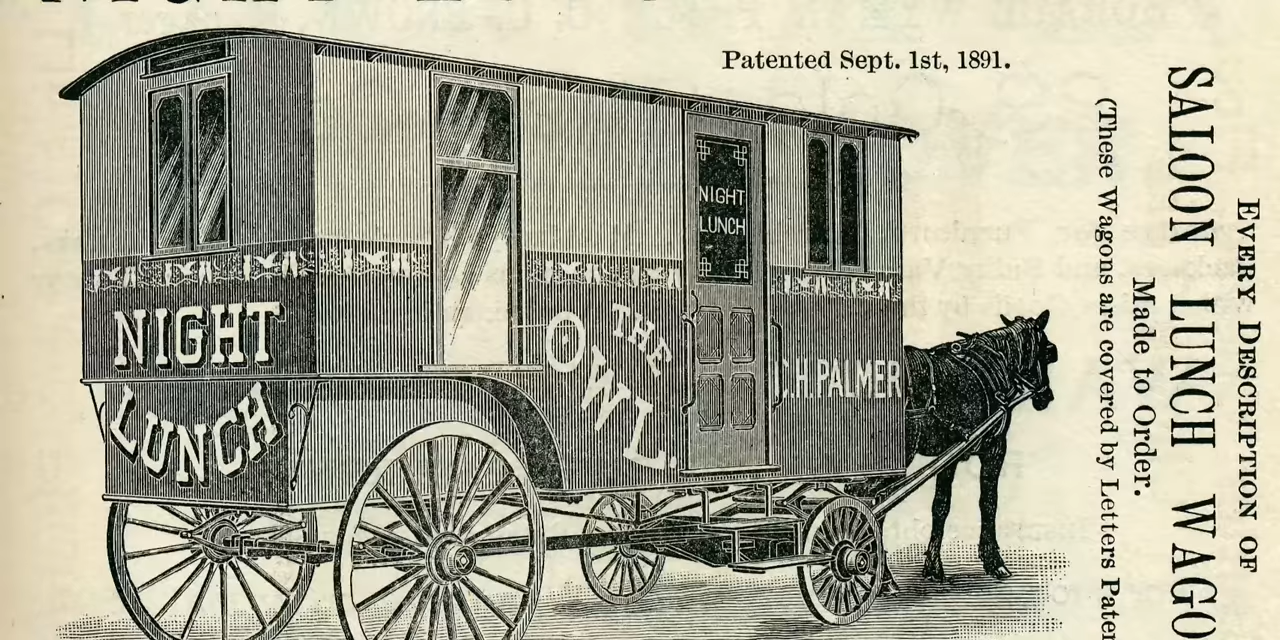 Patented Sept. 1st, 1891.
NIGHT
LUNCH
NIGHT
LUNCH
THE
OWL.
C.H. PALMER
EVERY DESCRIPTION OF
SALOON LUNCH WAGO
Made to Order.
(These Wagons are covered by Letters Paten